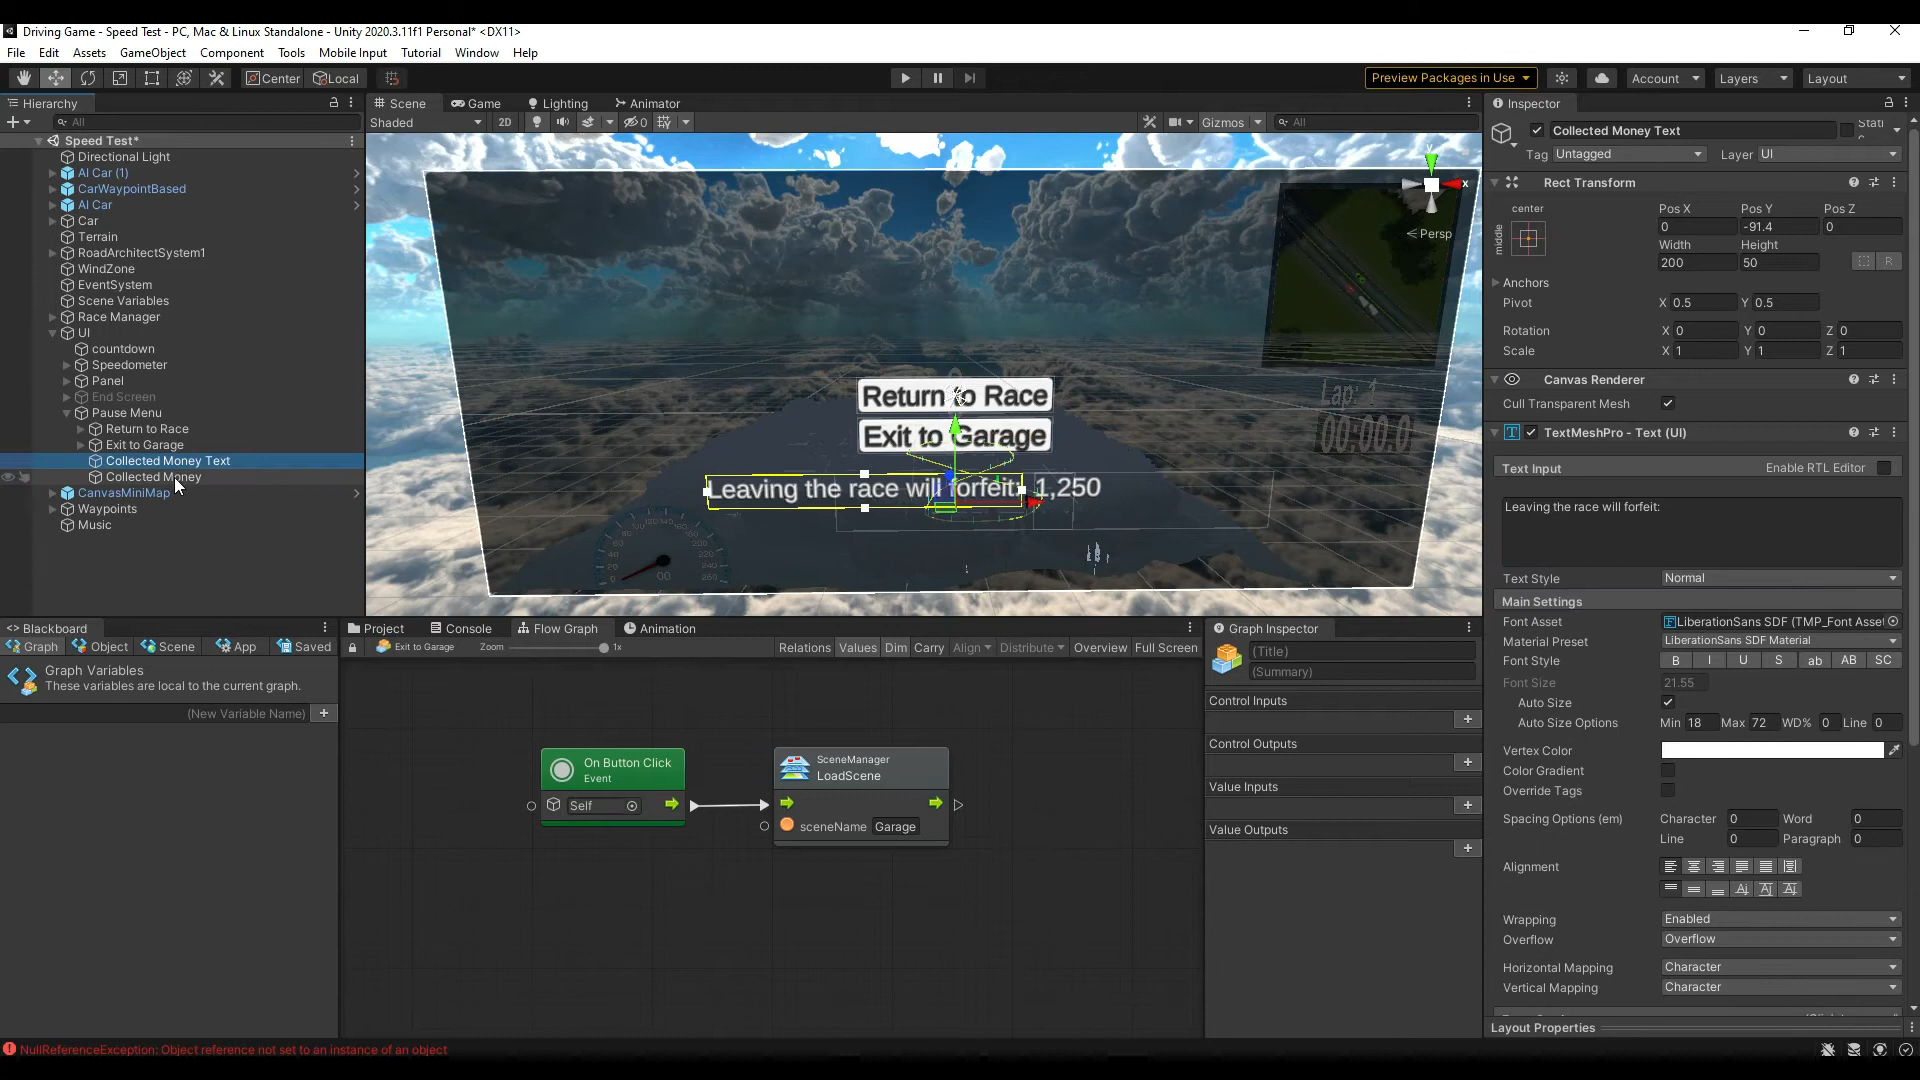 Driving Game - Speed Test - PC, Mac & Linux Standalone - Unity 2020.3.11f1 Personal* <DX11>
File Edit Assets GameObject Component Tools Mobile Input Tutorial Window Help
Center Local Preview Packages in Use Account Layers Layout
Hierarchy Scene Game Lighting Animator Inspector
All Shaded 2D 0 Gizmos All
Speed Test*
Directional Light
AI Car (1)
CarWaypointBased
AI Car
Car
Terrain
RoadArchitectSystem1
WindZone
EventSystem
Scene Variables
Race Manager
UI
countdown
Speedometer
Panel
End Screen
Pause Menu
Return to Race
Exit to Garage
Collected Money Text
Collected Money
CanvasMiniMap
Waypoints
Music
y
x
Persp
Return to Race
Exit to Garage
Leaving the race will forfeit: 1,250
Lap: 1
00:00.0
Collected Money Text Stati c
Tag Untagged Layer UI
Rect Transform
center
middle
Pos X Pos Y Pos Z
0 -91.4 0
Width Height
200 50 R
Anchors
Pivot X 0.5 Y 0.5
Rotation X 0 Y 0 Z 0
Scale X 1 Y 1 Z 1
Canvas Renderer
Cull Transparent Mesh
TextMeshPro - Text (UI)
Text Input Enable RTL Editor
Leaving the race will forfeit:
Text Style Normal
Main Settings
Font Asset LiberationSans SDF (TMP_Font Asset
Material Preset LiberationSans SDF Material
Font Style B I U S ab AB SC
Font Size 21.55
Auto Size
Auto Size Options Min 18 Max 72 WD% 0 Line 0
Vertex Color
Color Gradient
Override Tags
Spacing Options (em) Character 0 Word 0
Line 0 Paragraph 0
Alignment
Wrapping Enabled
Overflow Overflow
Horizontal Mapping Character
Vertical Mapping Character
Layout Properties
<> Blackboard Project Console Flow Graph Animation Graph Inspector
Graph Object Scene App Saved
Exit to Garage Zoom 1x Relations Values Dim Carry Align Distribute Overview Full Screen
Graph Variables
These variables are local to the current graph.
(New Variable Name) +
On Button Click
Event
Self
SceneManager
LoadScene
sceneName Garage
(Title)
(Summary)
Control Inputs
Control Outputs
Value Inputs
Value Outputs
NullReferenceException: Object reference not set to an instance of an object